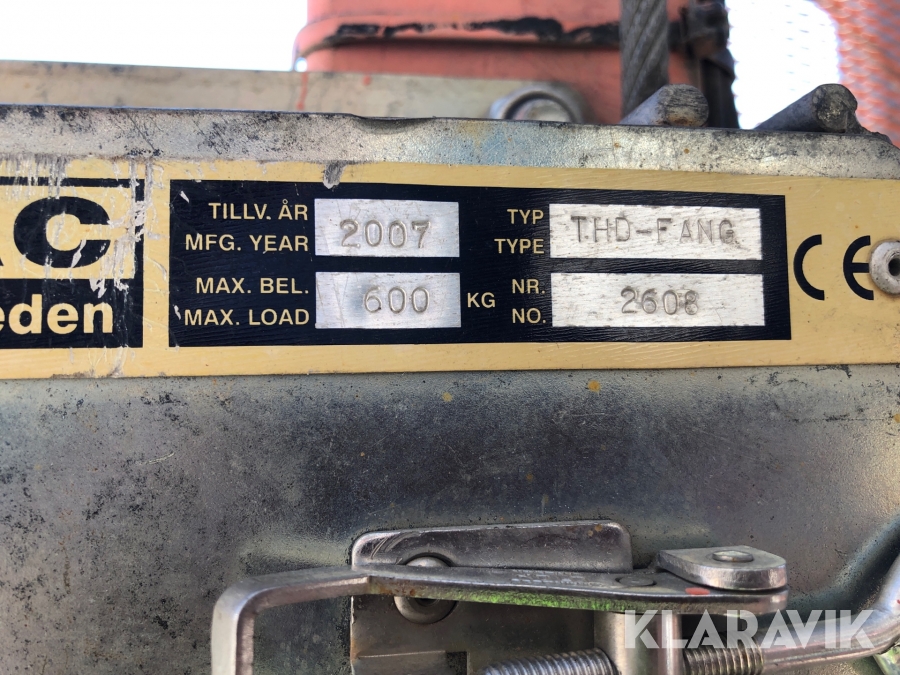 AC
eden
TILLV. ÅR
MFG. YEAR
2007
TYP
TYPE
THD-FANG
MAX. BEL.
MAX. LOAD
600
KG
NR.
NO.
2608
CE
KLARAVIK